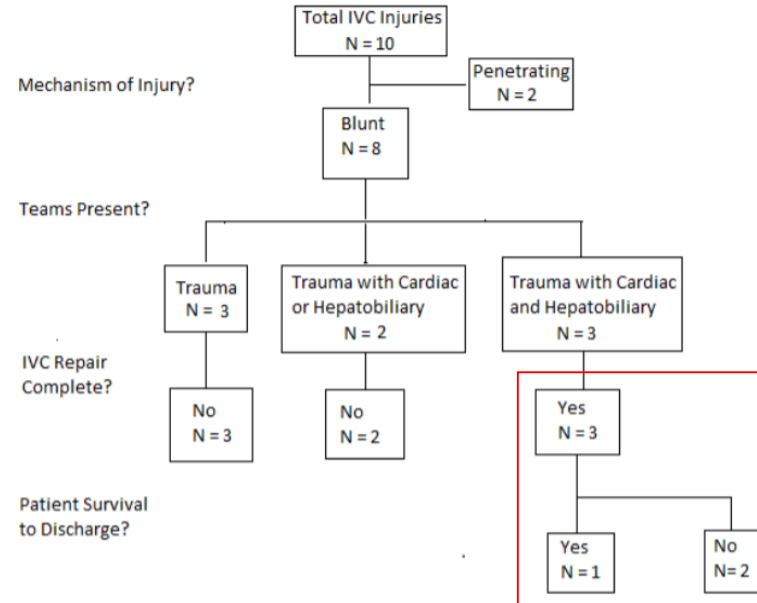 Total IVC Injuries
N = 10
Mechanism of Injury?
Penetrating
N = 2
Blunt
N = 8
Teams Present?
Trauma
N = 3
Trauma with Cardiac
or Hepatobiliary
N = 2
Trauma with Cardiac
and Hepatobiliary
N = 3
IVC Repair
Complete?
No
N = 3
No
N = 2
Yes
N = 3
Patient Survival
to Discharge?
Yes
N = 1
No
N= 2